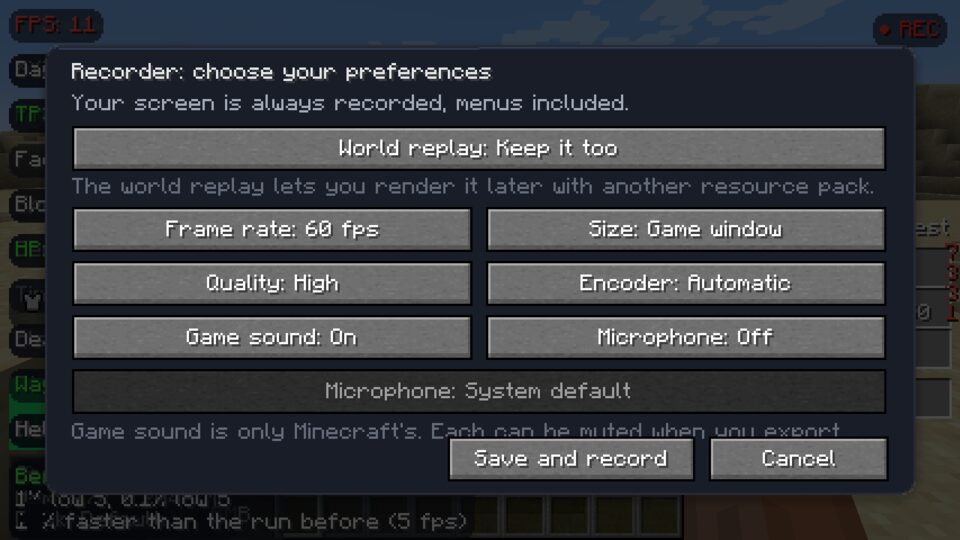 FPS: 11
REC
Recorder: choose your preferences
Your screen is always recorded, menus included.
World replay: Keep it too
The world replay lets you render it later with another resource pack.
Frame rate: 60 fps
Size: Game window
Quality: High
Encoder: Automatic
Game sound: On
Microphone: Off
Microphone: System default
Game sound is only Minecraft's. Each can be muted when you export
Save and record
Cancel
faster than the run before (5 fps)